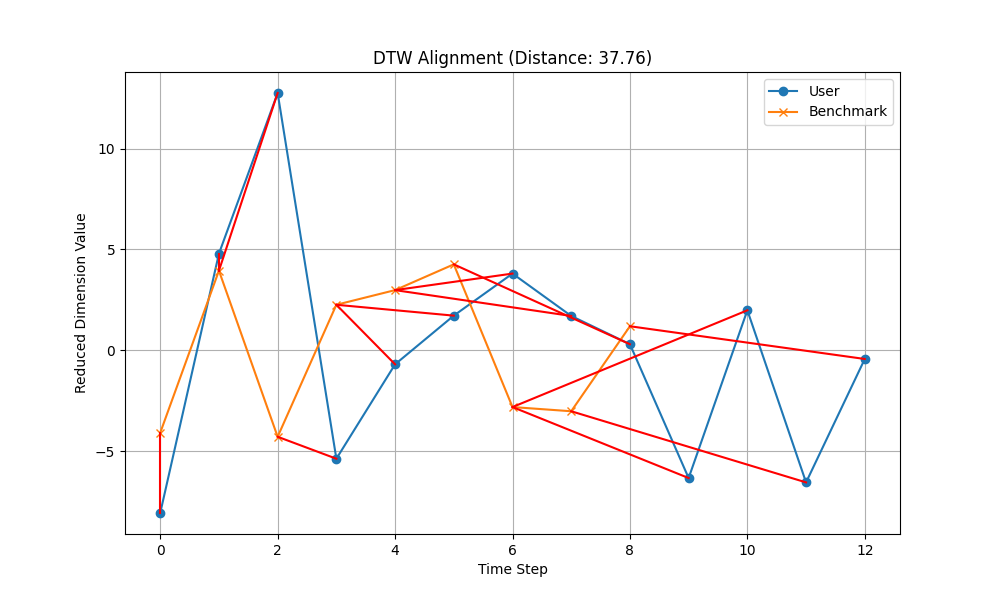 DTW Alignment (Distance: 37.76)
User
Benchmark
Reduced Dimension Value
10
5
0
−5
0 2 4 6 8 10 12
Time Step